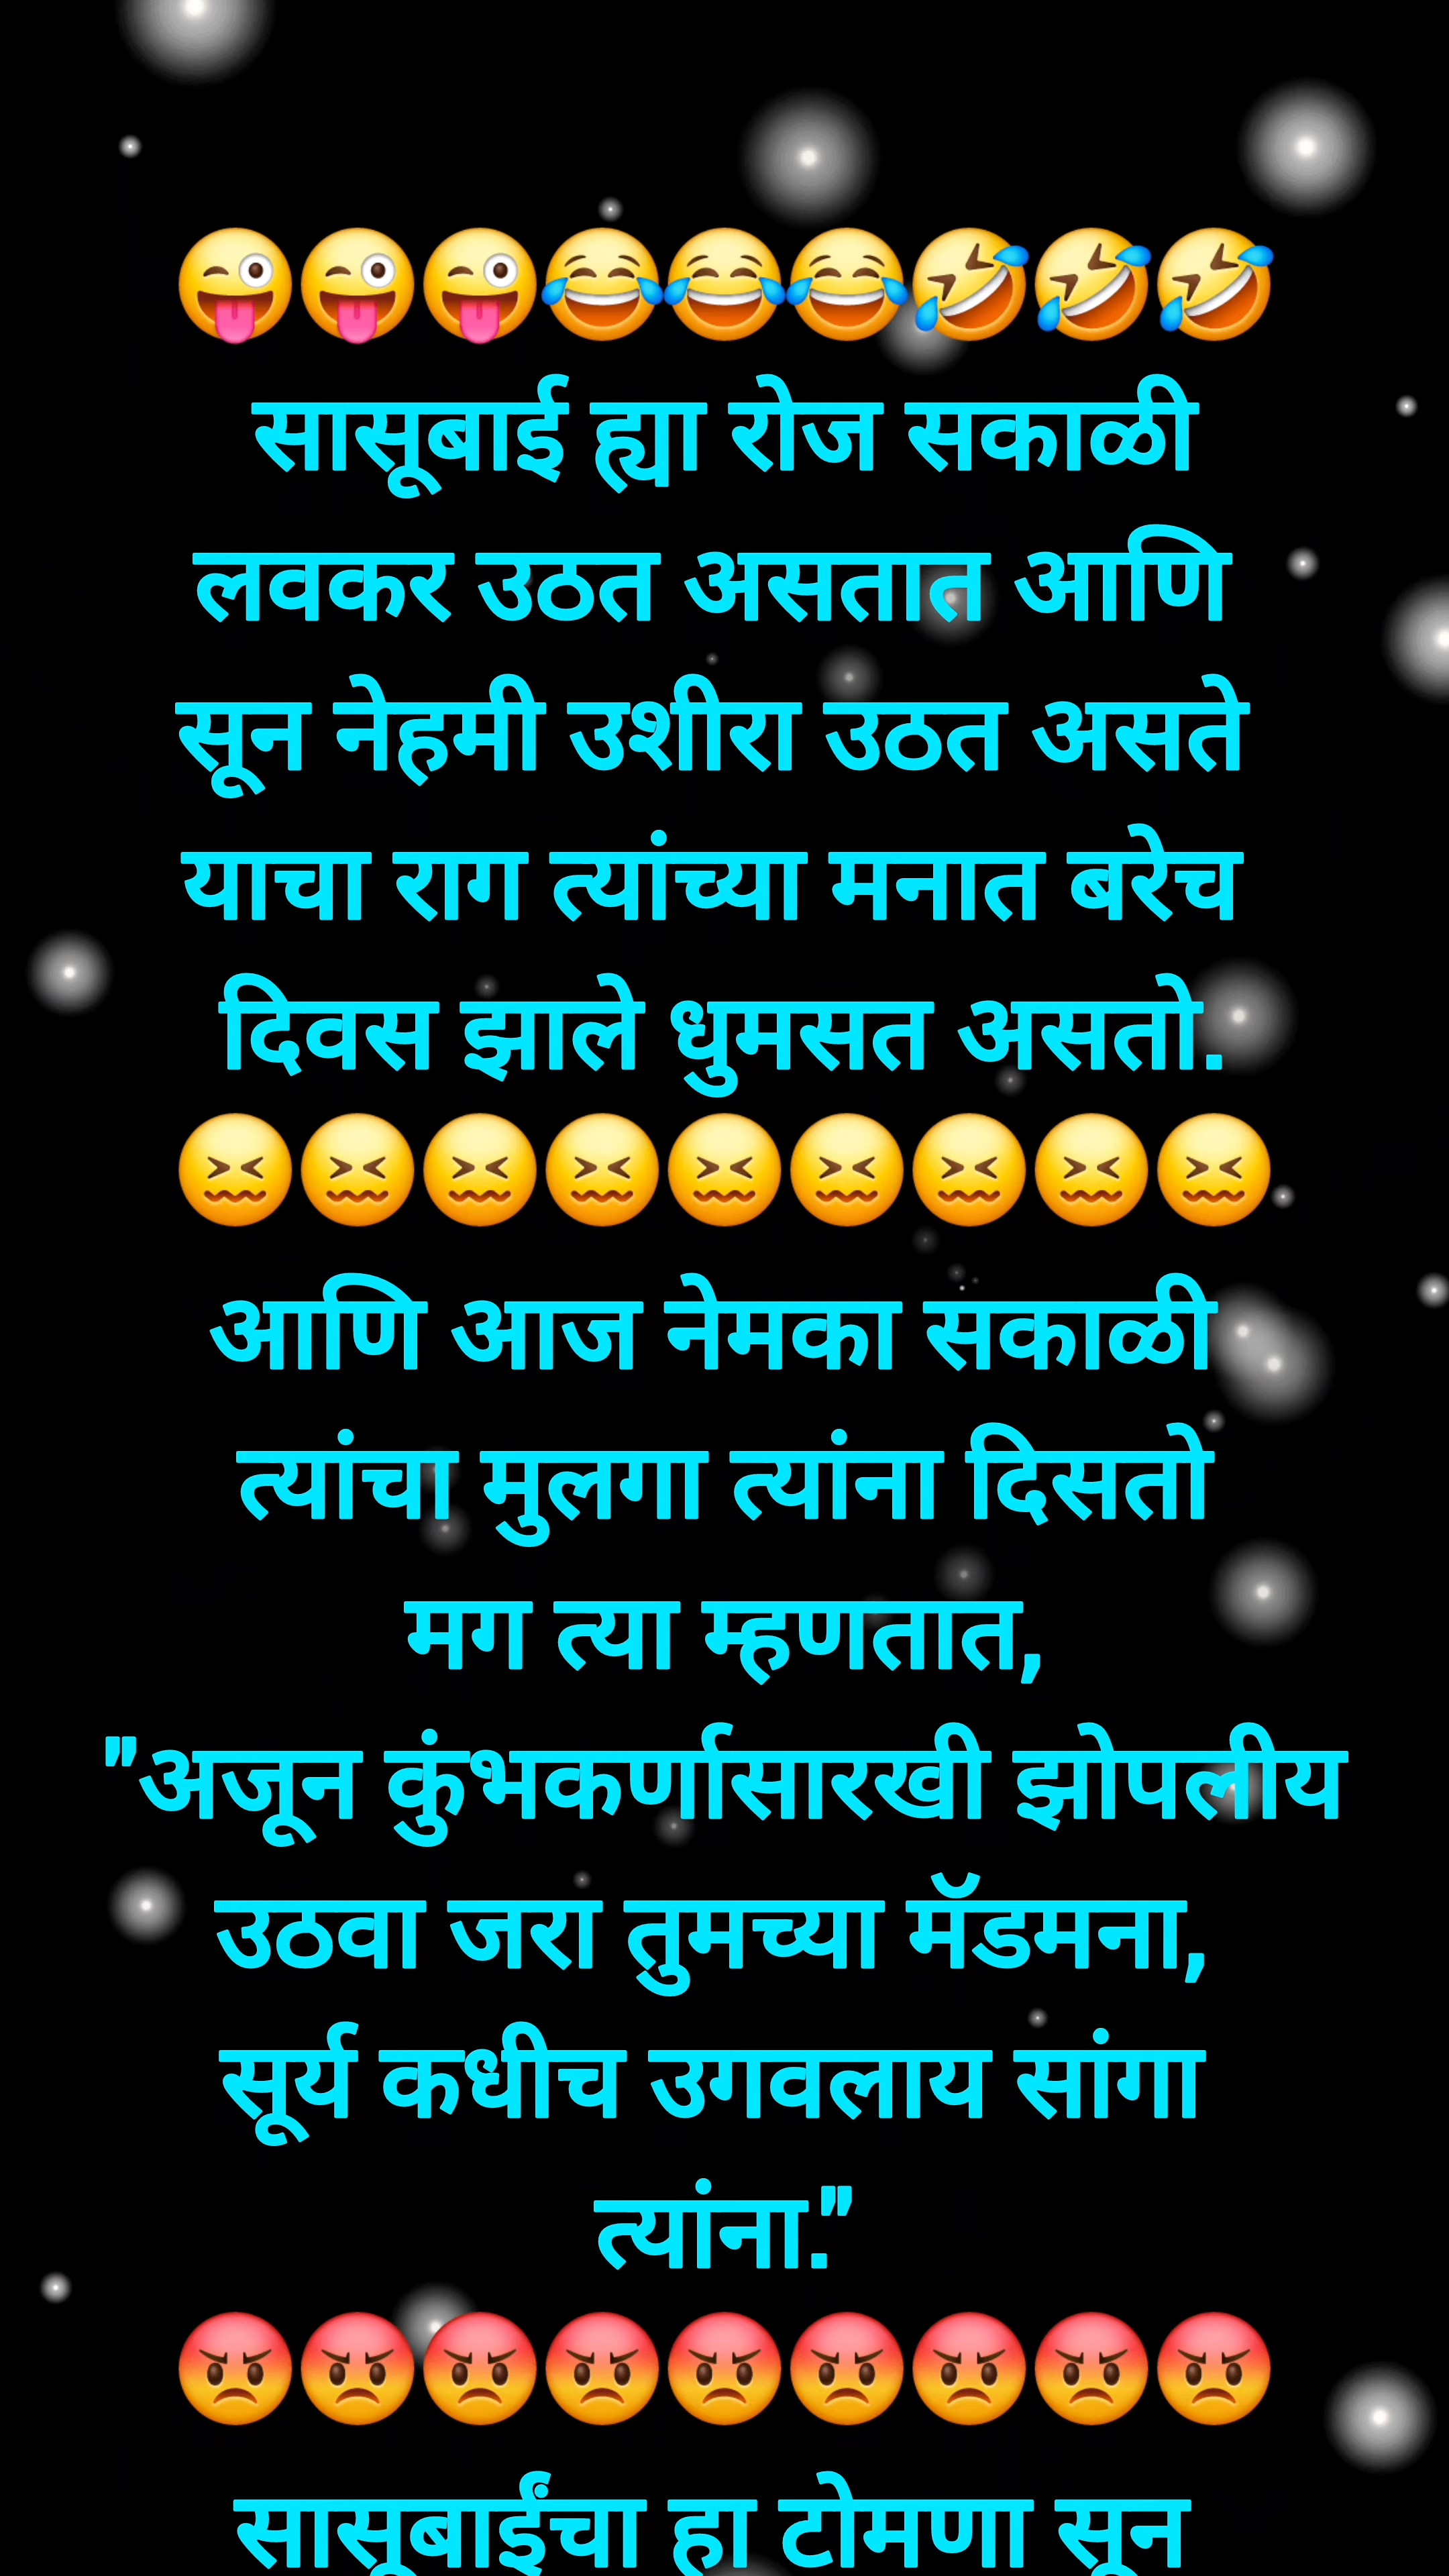 😜😜😜😂😂😂🤣🤣🤣
सासूबाई ह्या रोज सकाळी
लवकर उठत असतात आणि
सून नेहमी उशीरा उठत असते
याचा राग त्यांच्या मनात बरेच
दिवस झाले धुमसत असतो.
😖😖😖😖😖😖😖😖😖
आणि आज नेमका सकाळी
त्यांचा मुलगा त्यांना दिसतो
मग त्या म्हणतात,
"अजून कुंभकर्णासारखी झोपलीय
उठवा जरा तुमच्या मॅडमना,
सूर्य कधीच उगवलाय सांगा
त्यांना."
😡😡😡😡😡😡😡😡😡
सासूबाईंचा हा टोमणा सून